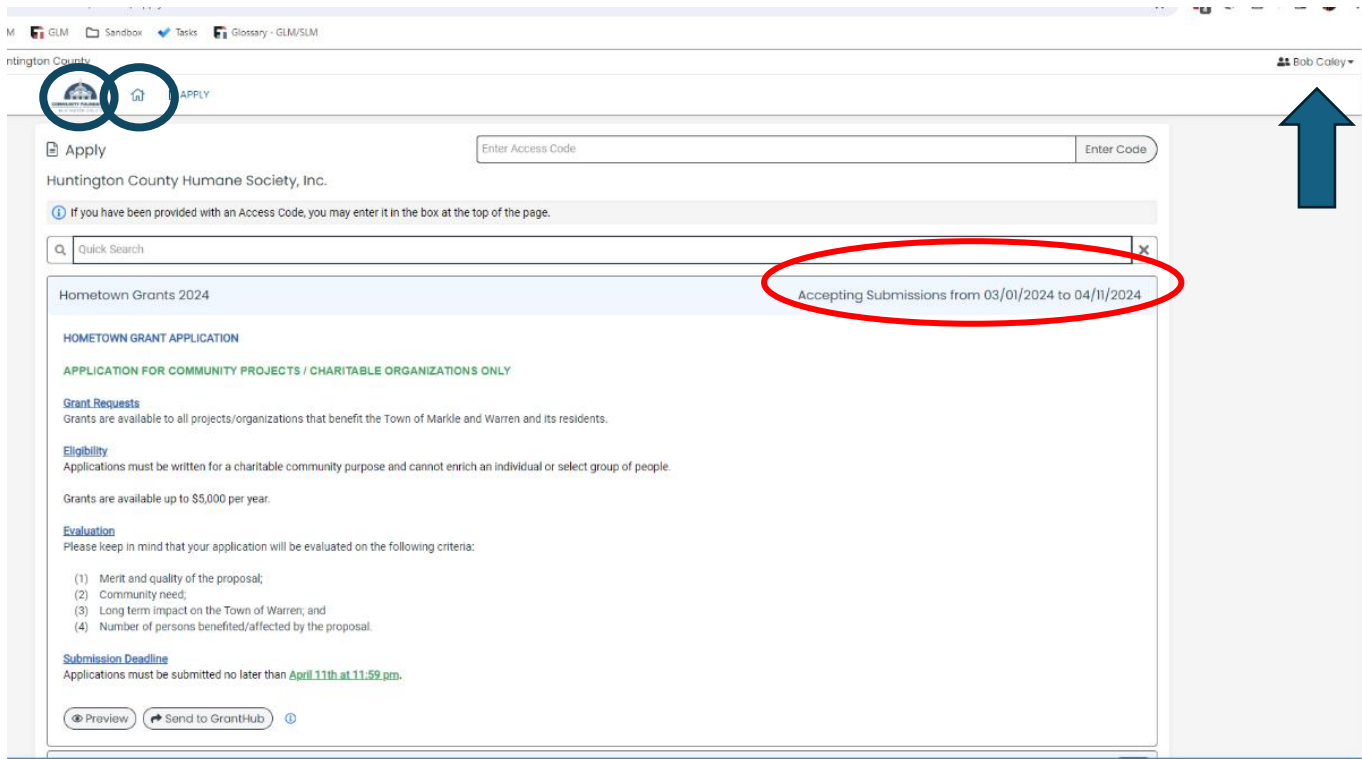 GLM Sandbox Tasks Glossary - GLM/SLM
County
Bob Caley
APPLY
Apply Enter Access Code Enter Code
Huntington County Humane Society, Inc.
If you have been provided with an Access Code, you may enter it in the box at the top of the page.
Quick Search
Hometown Grants 2024 Accepting Submissions from 03/01/2024 to 04/11/2024
HOMETOWN GRANT APPLICATION
APPLICATION FOR COMMUNITY PROJECTS / CHARITABLE ORGANIZATIONS ONLY
Grant Requests
Grants are available to all projects/organizations that benefit the Town of Markle and Warren and its residents.
Eligibility
Applications must be written for a charitable community purpose and cannot enrich an individual or select group of people.
Grants are available up to $5,000 per year.
Evaluation
Please keep in mind that your application will be evaluated on the following criteria:
(1) Merit and quality of the proposal;
(2) Community need;
(3) Long term impact on the Town of Warren; and
(4) Number of persons benefited/affected by the proposal.
Submission Deadline
Applications must be submitted no later than April 11th at 11:59 pm.
Preview Send to GrantHub